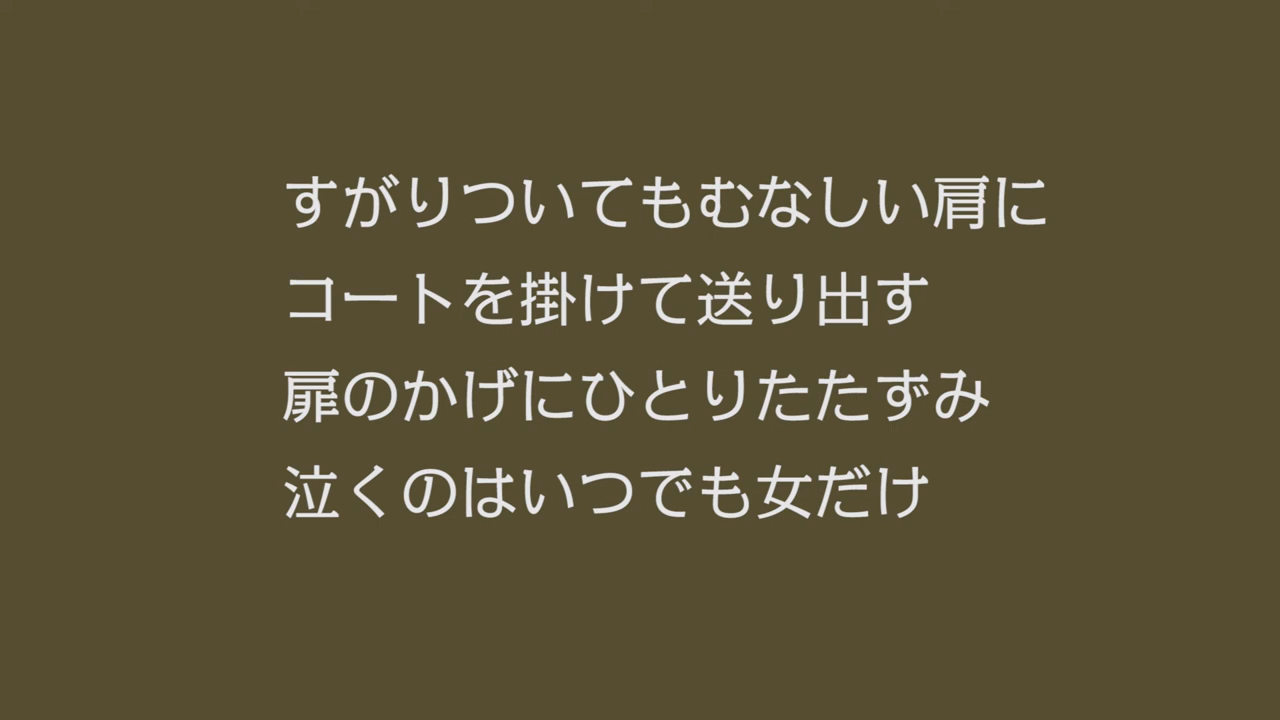 すがりついてもむなしい肩に
コートを掛けて送り出す
扉のかげにひとりたたずみ
泣くのはいつでも女だけ